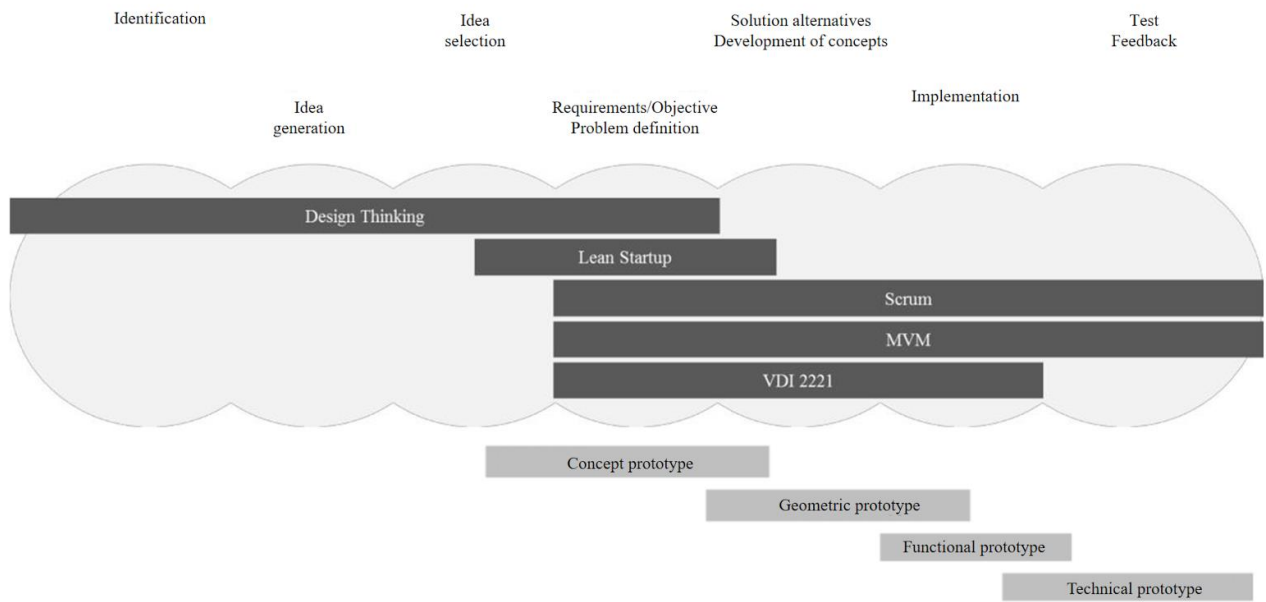 Identification
Idea
selection
Solution alternatives
Development of concepts
Test
Feedback
Idea
generation
Requirements/Objective
Problem definition
Implementation
Design Thinking
Lean Startup
Scrum
MVM
VDI 2221
Concept prototype
Geometric prototype
Functional prototype
Technical prototype